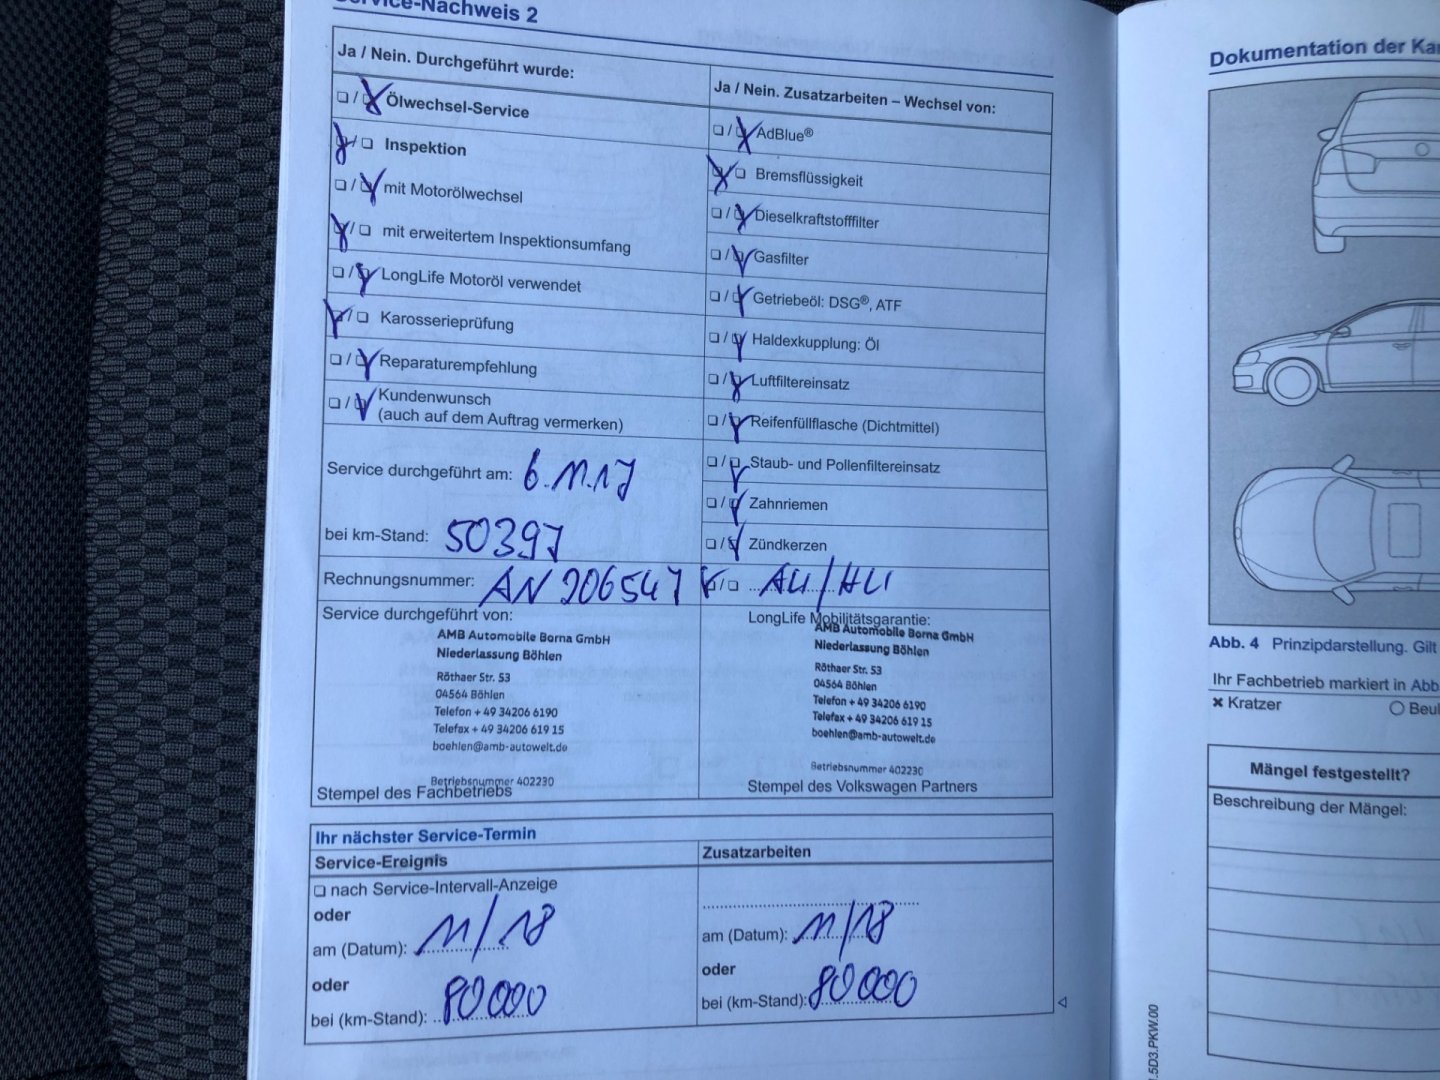 Service-Nachweis 2
Ja / Nein. Durchgeführt wurde:
Ölwechsel-Service
Inspektion
mit Motorölwechsel
mit erweitertem Inspektionsumfang
LongLife Motoröl verwendet
Karosserieprüfung
Reparaturempfehlung
Kundenwunsch
(auch auf dem Auftrag vermerken)
Service durchgeführt am: 6.11.17
bei km-Stand: 50397
Rechnungsnummer: AN 206547
Ja / Nein. Zusatzarbeiten – Wechsel von:
AdBlue®
Bremsflüssigkeit
Dieselkraftstofffilter
Gasfilter
Getriebeöl: DSG®, ATF
Haldexkupplung: Öl
Luftfiltereinsatz
Reifenfüllflasche (Dichtmittel)
Staub- und Pollenfiltereinsatz
Zahnriemen
Zündkerzen
AU/HU
Service durchgeführt von:
AMB Automobile Borna GmbH
Niederlassung Böhlen
Röthaer Str. 53
04564 Böhlen
Telefon + 49 34206 6190
Telefax + 49 34206 619 15
boehlen@amb-autowelt.de
Betriebsnummer 402230
Stempel des Fachbetriebs
LongLife Mobilitätsgarantie:
AMB Automobile Borna GmbH
Niederlassung Böhlen
Röthaer Str. 53
04564 Böhlen
Telefon + 49 34206 6190
Telefax + 49 34206 619 15
boehlen@amb-autowelt.de
Betriebsnummer 402230
Stempel des Volkswagen Partners
Ihr nächster Service-Termin
Service-Ereignis
nach Service-Intervall-Anzeige
oder
am (Datum): 11/18
oder
bei (km-Stand): 80000
Zusatzarbeiten
am (Datum): 11/18
oder
bei (km-Stand): 80000
Dokumentation der
Abb. 4 Prinzipdarstellung. Gilt
Ihr Fachbetrieb markiert in Abb
Kratzer
Mängel festgestellt?
Beschreibung der Mängel:
.5D3.PKW.00